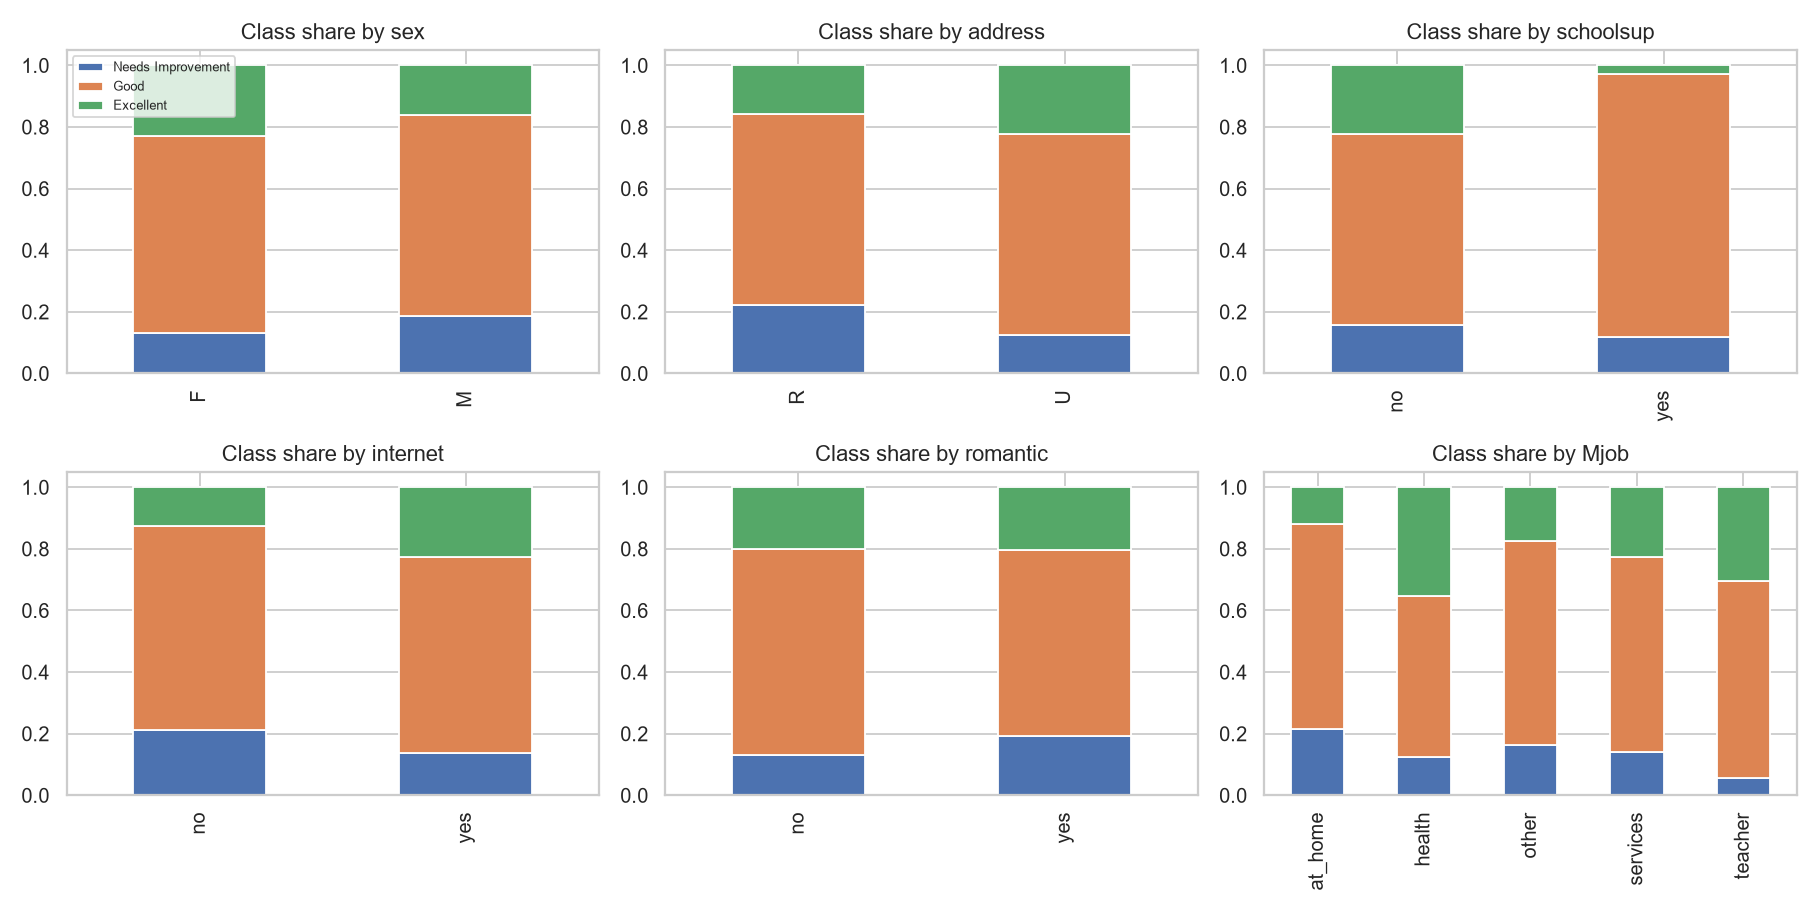 Class share by sex
Needs Improvement
Good
Excellent
1.0
0.8
0.6
0.4
0.2
0.0
F
M
Class share by address
1.0
0.8
0.6
0.4
0.2
0.0
R
U
Class share by schoolsup
1.0
0.8
0.6
0.4
0.2
0.0
no
yes
Class share by internet
1.0
0.8
0.6
0.4
0.2
0.0
no
yes
Class share by romantic
1.0
0.8
0.6
0.4
0.2
0.0
no
yes
Class share by Mjob
1.0
0.8
0.6
0.4
0.2
0.0
at_home
health
other
services
teacher